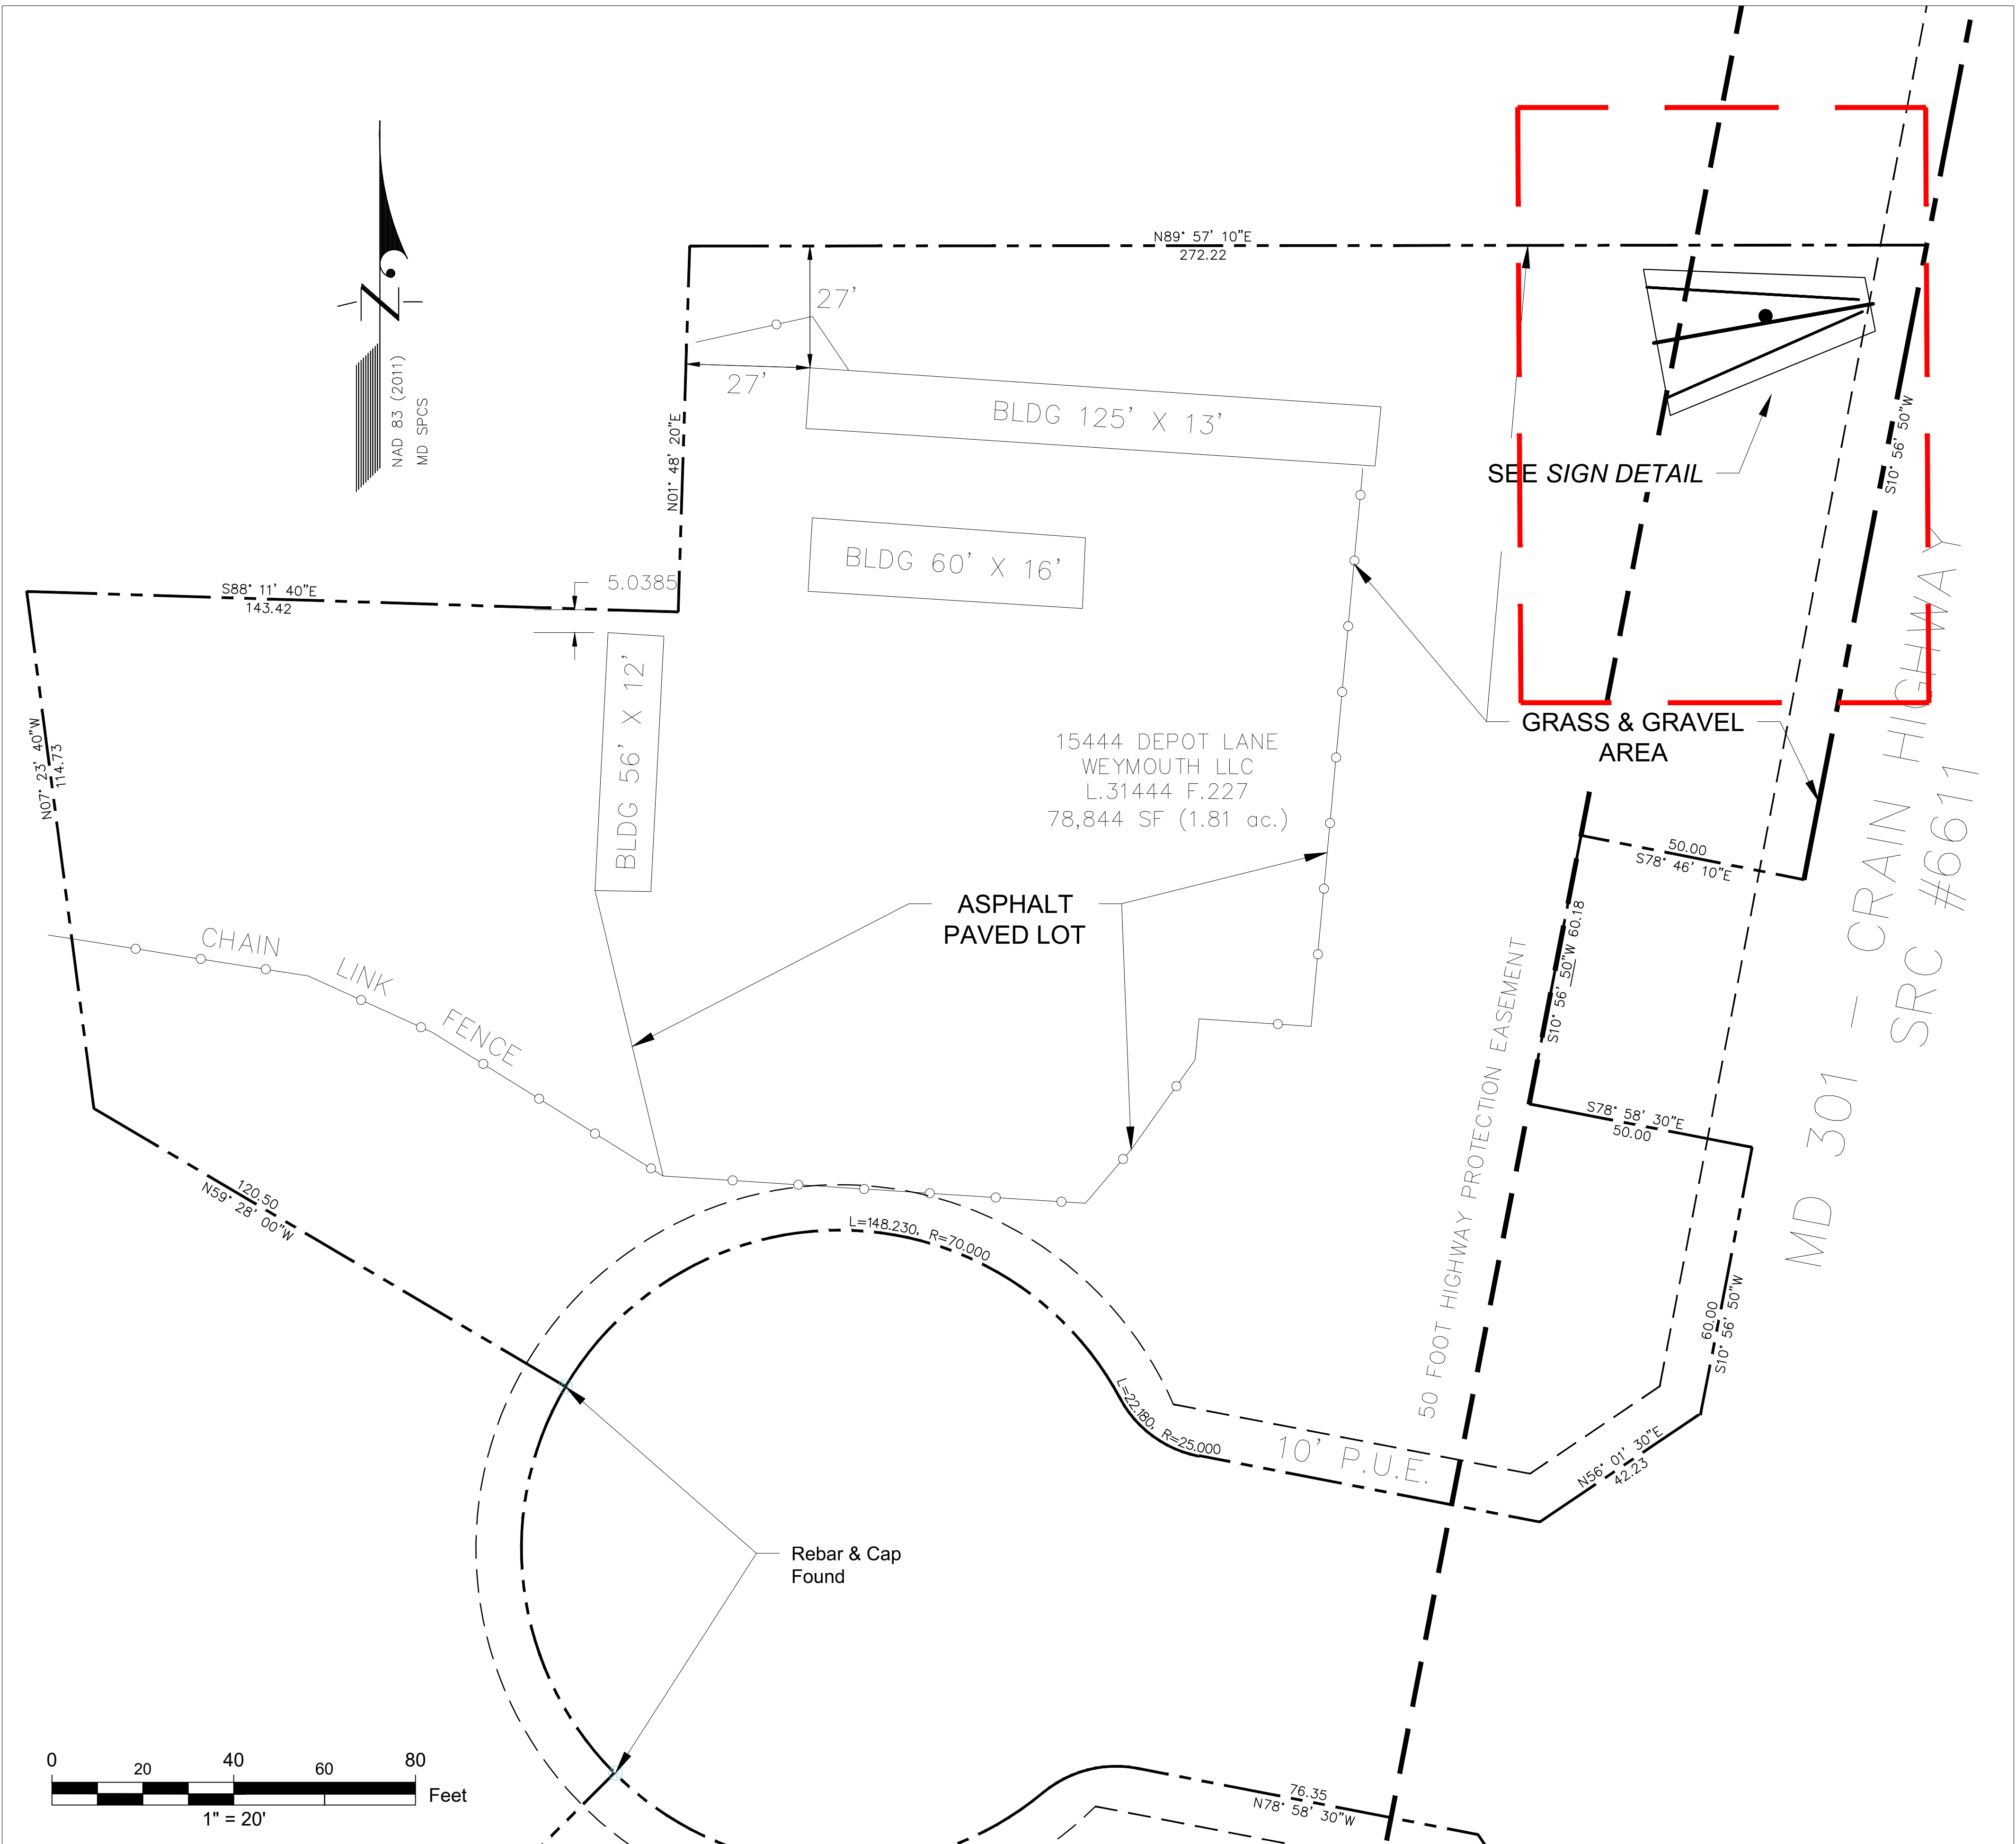 N89° 57' 10"E
272.22
27'
27'
NAD 83 (2011)
MD SPCS
N01° 48' 20"E
BLDG 125' X 13'
SEE SIGN DETAIL
S10° 56' 50"W
BLDG 60' X 16'
S88° 11' 40"E
143.42
5.0385
BLDG 56' X 12'
N07° 23' 40"W
114.73
15444 DEPOT LANE
WEYMOUTH LLC
L.31444 F.227
78,844 SF (1.81 ac.)
GRASS & GRAVEL
AREA
MD 301 – CRAIN HIGHWAY
SRC #6611
50.00
S78° 46' 10"E
ASPHALT
PAVED LOT
S10° 56' 50"W 60.18
CHAIN
LINK
FENCE
50 FOOT HIGHWAY PROTECTION EASEMENT
S78° 58' 30"E
50.00
120.50
N59° 28' 00"W
L=148.230, R=70.000
60.00
S10° 56' 50"W
L=22.180, R=25.000
10' P.U.E.
N56° 01' 30"E
42.23
Rebar & Cap
Found
0 20 40 60 80
Feet
1" = 20'
76.35
N78° 58' 30"W